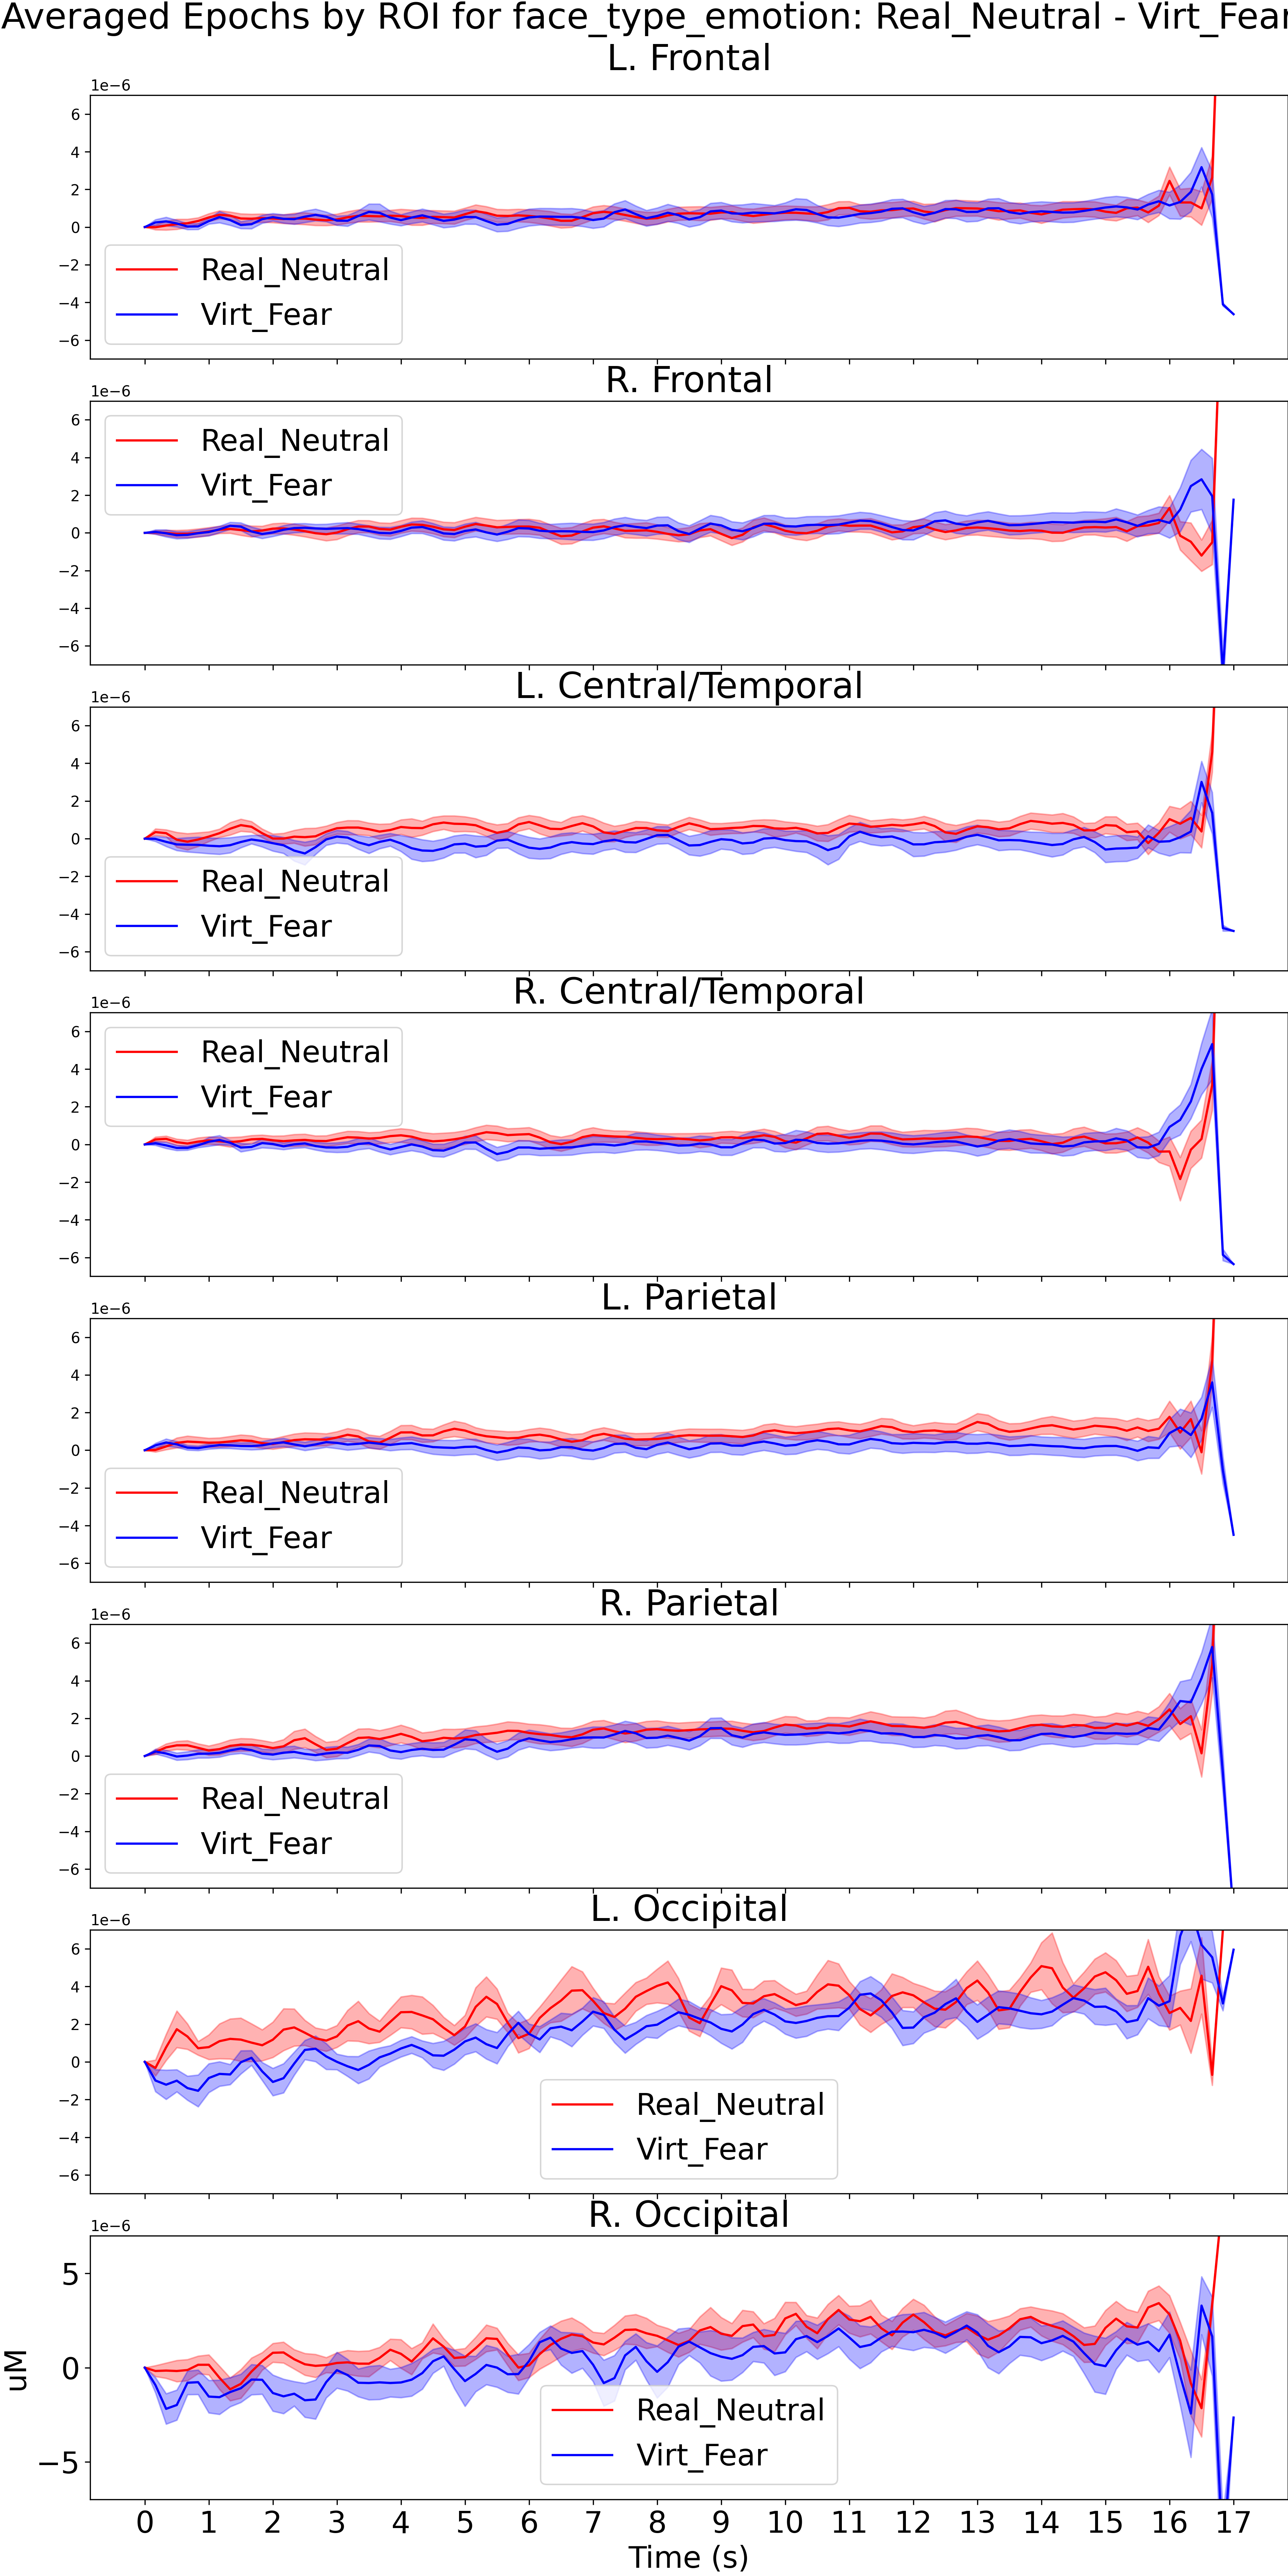 Averaged Epochs by ROI for face_type_emotion: Real_Neutral - Virt_Fear
L. Frontal
1e−6
6
4
2
0
−2
−4
−6
Real_Neutral
Virt_Fear
R. Frontal
1e−6
6
4
2
0
−2
−4
−6
Real_Neutral
Virt_Fear
L. Central/Temporal
1e−6
6
4
2
0
−2
−4
−6
Real_Neutral
Virt_Fear
R. Central/Temporal
1e−6
6
4
2
0
−2
−4
−6
Real_Neutral
Virt_Fear
L. Parietal
1e−6
6
4
2
0
−2
−4
−6
Real_Neutral
Virt_Fear
R. Parietal
1e−6
6
4
2
0
−2
−4
−6
Real_Neutral
Virt_Fear
L. Occipital
1e−6
6
4
2
0
−2
−4
−6
Real_Neutral
Virt_Fear
R. Occipital
1e−6
5
0
−5
uM
Real_Neutral
Virt_Fear
0 1 2 3 4 5 6 7 8 9 10 11 12 13 14 15 16 17
Time (s)